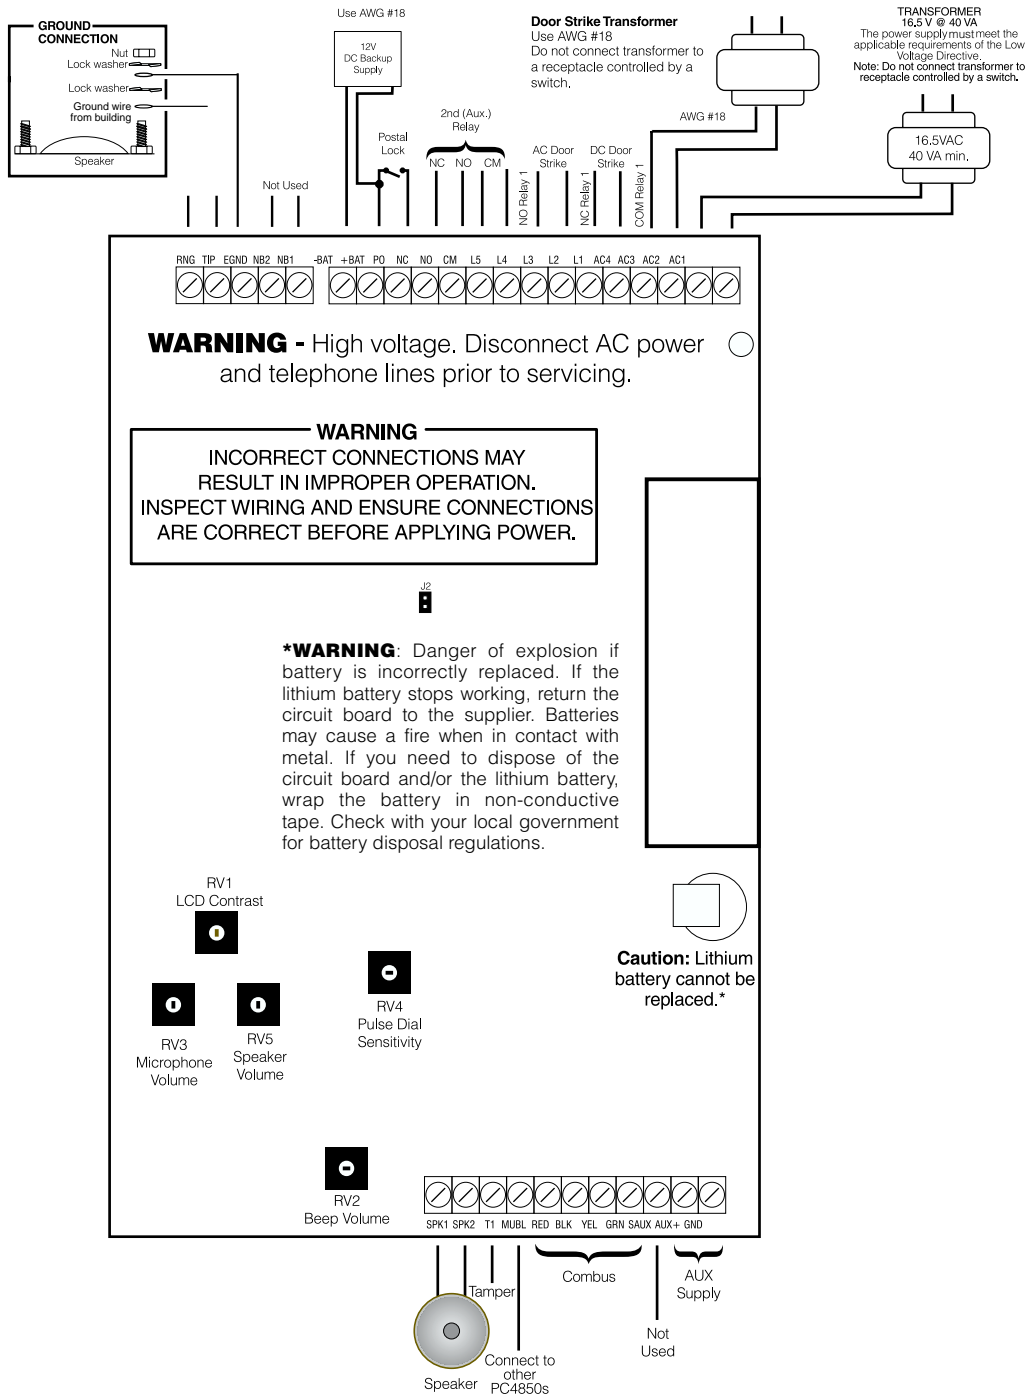 GROUND
CONNECTION
Nut
Lock washer
Lock washer
Ground wire
from building
Speaker
Not Used
Use AWG #18
12V
DC Backup
Supply
Postal
Lock
2nd (Aux.)
Relay
NC NO CM
NO Relay 1
AC Door
Strike
NC Relay 1
DC Door
Strike
COM Relay 1
Door Strike Transformer
Use AWG #18
Do not connect transformer to
a receptacle controlled by a
switch.
AWG #18
TRANSFORMER
16.5 V @ 40 VA
The power supply must meet the
applicable requirements of the Low
Voltage Directive.
Note: Do not connect transformer to
receptacle controlled by a switch.
16.5VAC
40 VA min.
RNG TIP EGND NB2 NB1 -BAT +BAT PO NC NO CM L5 L4 L3 L2 L1 AC4 AC3 AC2 AC1
WARNING - High voltage. Disconnect AC power
and telephone lines prior to servicing.
WARNING
INCORRECT CONNECTIONS MAY
RESULT IN IMPROPER OPERATION.
INSPECT WIRING AND ENSURE CONNECTIONS
ARE CORRECT BEFORE APPLYING POWER.
J2
*WARNING: Danger of explosion if
battery is incorrectly replaced. If the
lithium battery stops working, return the
circuit board to the supplier. Batteries
may cause a fire when in contact with
metal. If you need to dispose of the
circuit board and/or the lithium battery,
wrap the battery in non-conductive
tape. Check with your local government
for battery disposal regulations.
RV1
LCD Contrast
RV3
Microphone
Volume
RV5
Speaker
Volume
RV4
Pulse Dial
Sensitivity
Caution: Lithium
battery cannot be
replaced.*
RV2
Beep Volume
SPK1 SPK2 T1 MUBL RED BLK YEL GRN SAUX AUX+ GND
Tamper
Combus
AUX
Supply
Not
Used
Speaker
Connect to
other
PC4850s